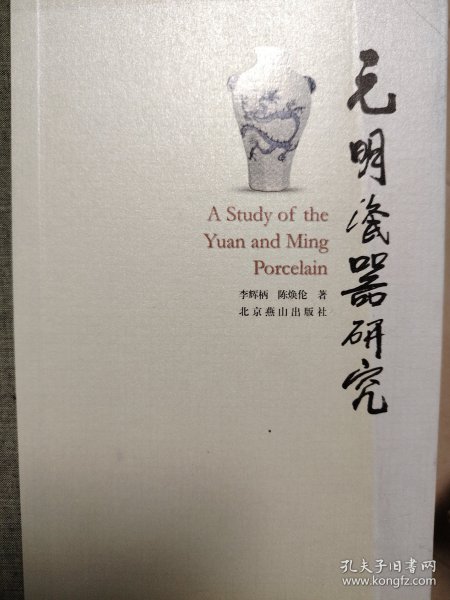 元明瓷器研究
A Study of the
Yuan and Ming
Porcelain
李辉柄 陈焕伦 著
北京燕山出版社
孔夫子旧书网
www.kongfz.com